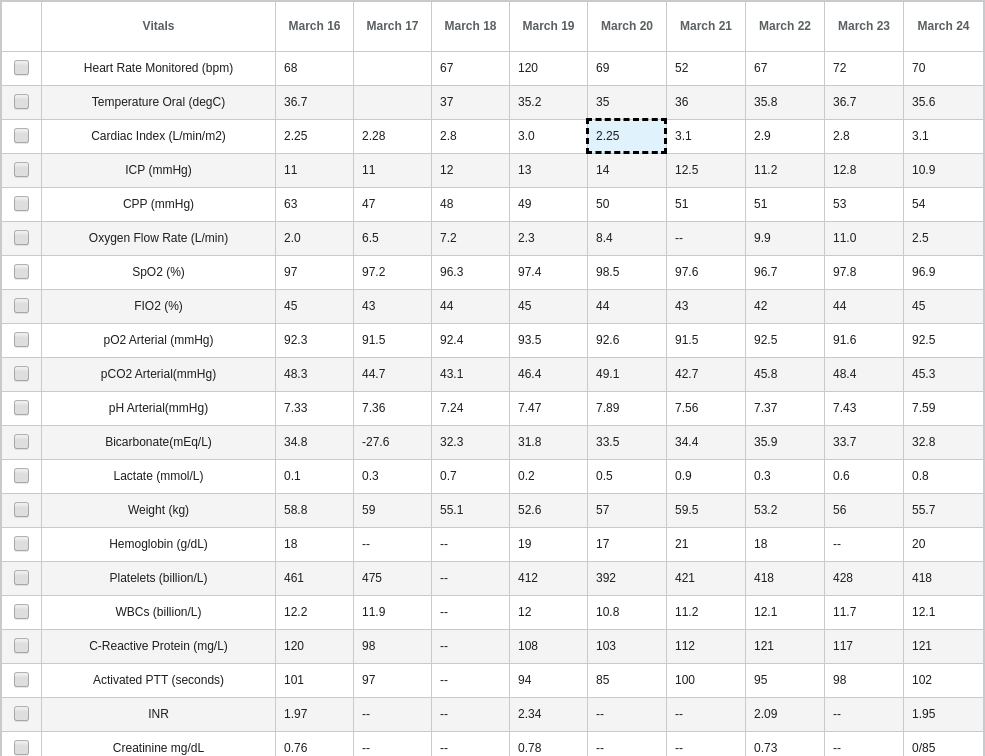 Vitals March 16 March 17 March 18 March 19 March 20 March 21 March 22 March 23 March 24
Heart Rate Monitored (bpm) 68 67 120 69 52 67 72 70
Temperature Oral (degC) 36.7 37 35.2 35 36 35.8 36.7 35.6
Cardiac Index (L/min/m2) 2.25 2.28 2.8 3.0 2.25 3.1 2.9 2.8 3.1
ICP (mmHg) 11 11 12 13 14 12.5 11.2 12.8 10.9
CPP (mmHg) 63 47 48 49 50 51 51 53 54
Oxygen Flow Rate (L/min) 2.0 6.5 7.2 2.3 8.4 -- 9.9 11.0 2.5
SpO2 (%) 97 97.2 96.3 97.4 98.5 97.6 96.7 97.8 96.9
FIO2 (%) 45 43 44 45 44 43 42 44 45
pO2 Arterial (mmHg) 92.3 91.5 92.4 93.5 92.6 91.5 92.5 91.6 92.5
pCO2 Arterial(mmHg) 48.3 44.7 43.1 46.4 49.1 42.7 45.8 48.4 45.3
pH Arterial(mmHg) 7.33 7.36 7.24 7.47 7.89 7.56 7.37 7.43 7.59
Bicarbonate(mEq/L) 34.8 -27.6 32.3 31.8 33.5 34.4 35.9 33.7 32.8
Lactate (mmol/L) 0.1 0.3 0.7 0.2 0.5 0.9 0.3 0.6 0.8
Weight (kg) 58.8 59 55.1 52.6 57 59.5 53.2 56 55.7
Hemoglobin (g/dL) 18 -- -- 19 17 21 18 -- 20
Platelets (billion/L) 461 475 -- 412 392 421 418 428 418
WBCs (billion/L) 12.2 11.9 -- 12 10.8 11.2 12.1 11.7 12.1
C-Reactive Protein (mg/L) 120 98 -- 108 103 112 121 117 121
Activated PTT (seconds) 101 97 -- 94 85 100 95 98 102
INR 1.97 -- -- 2.34 -- -- 2.09 -- 1.95
Creatinine mg/dL 0.76 -- -- 0.78 -- -- 0.73 -- 0/85